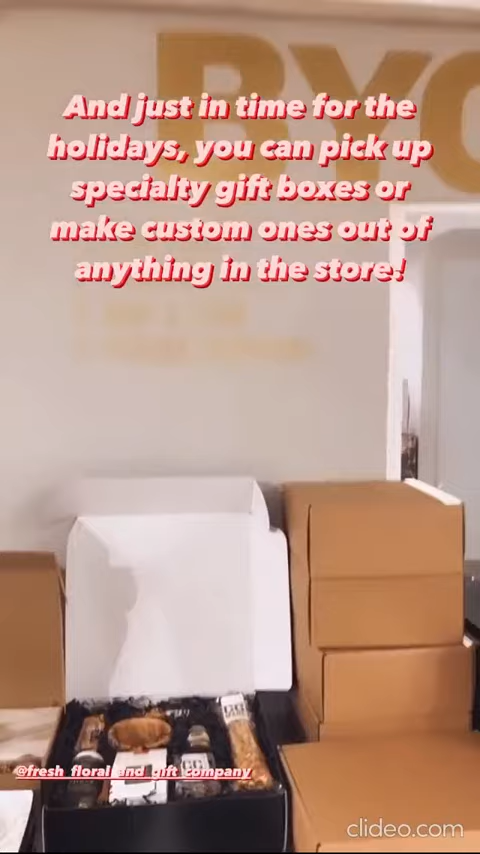 BYO
And just in time for the
holidays, you can pick up
specialty gift boxes or
make custom ones out of
anything in the store!
@fresh_floral_and_gift_company
clideo.com